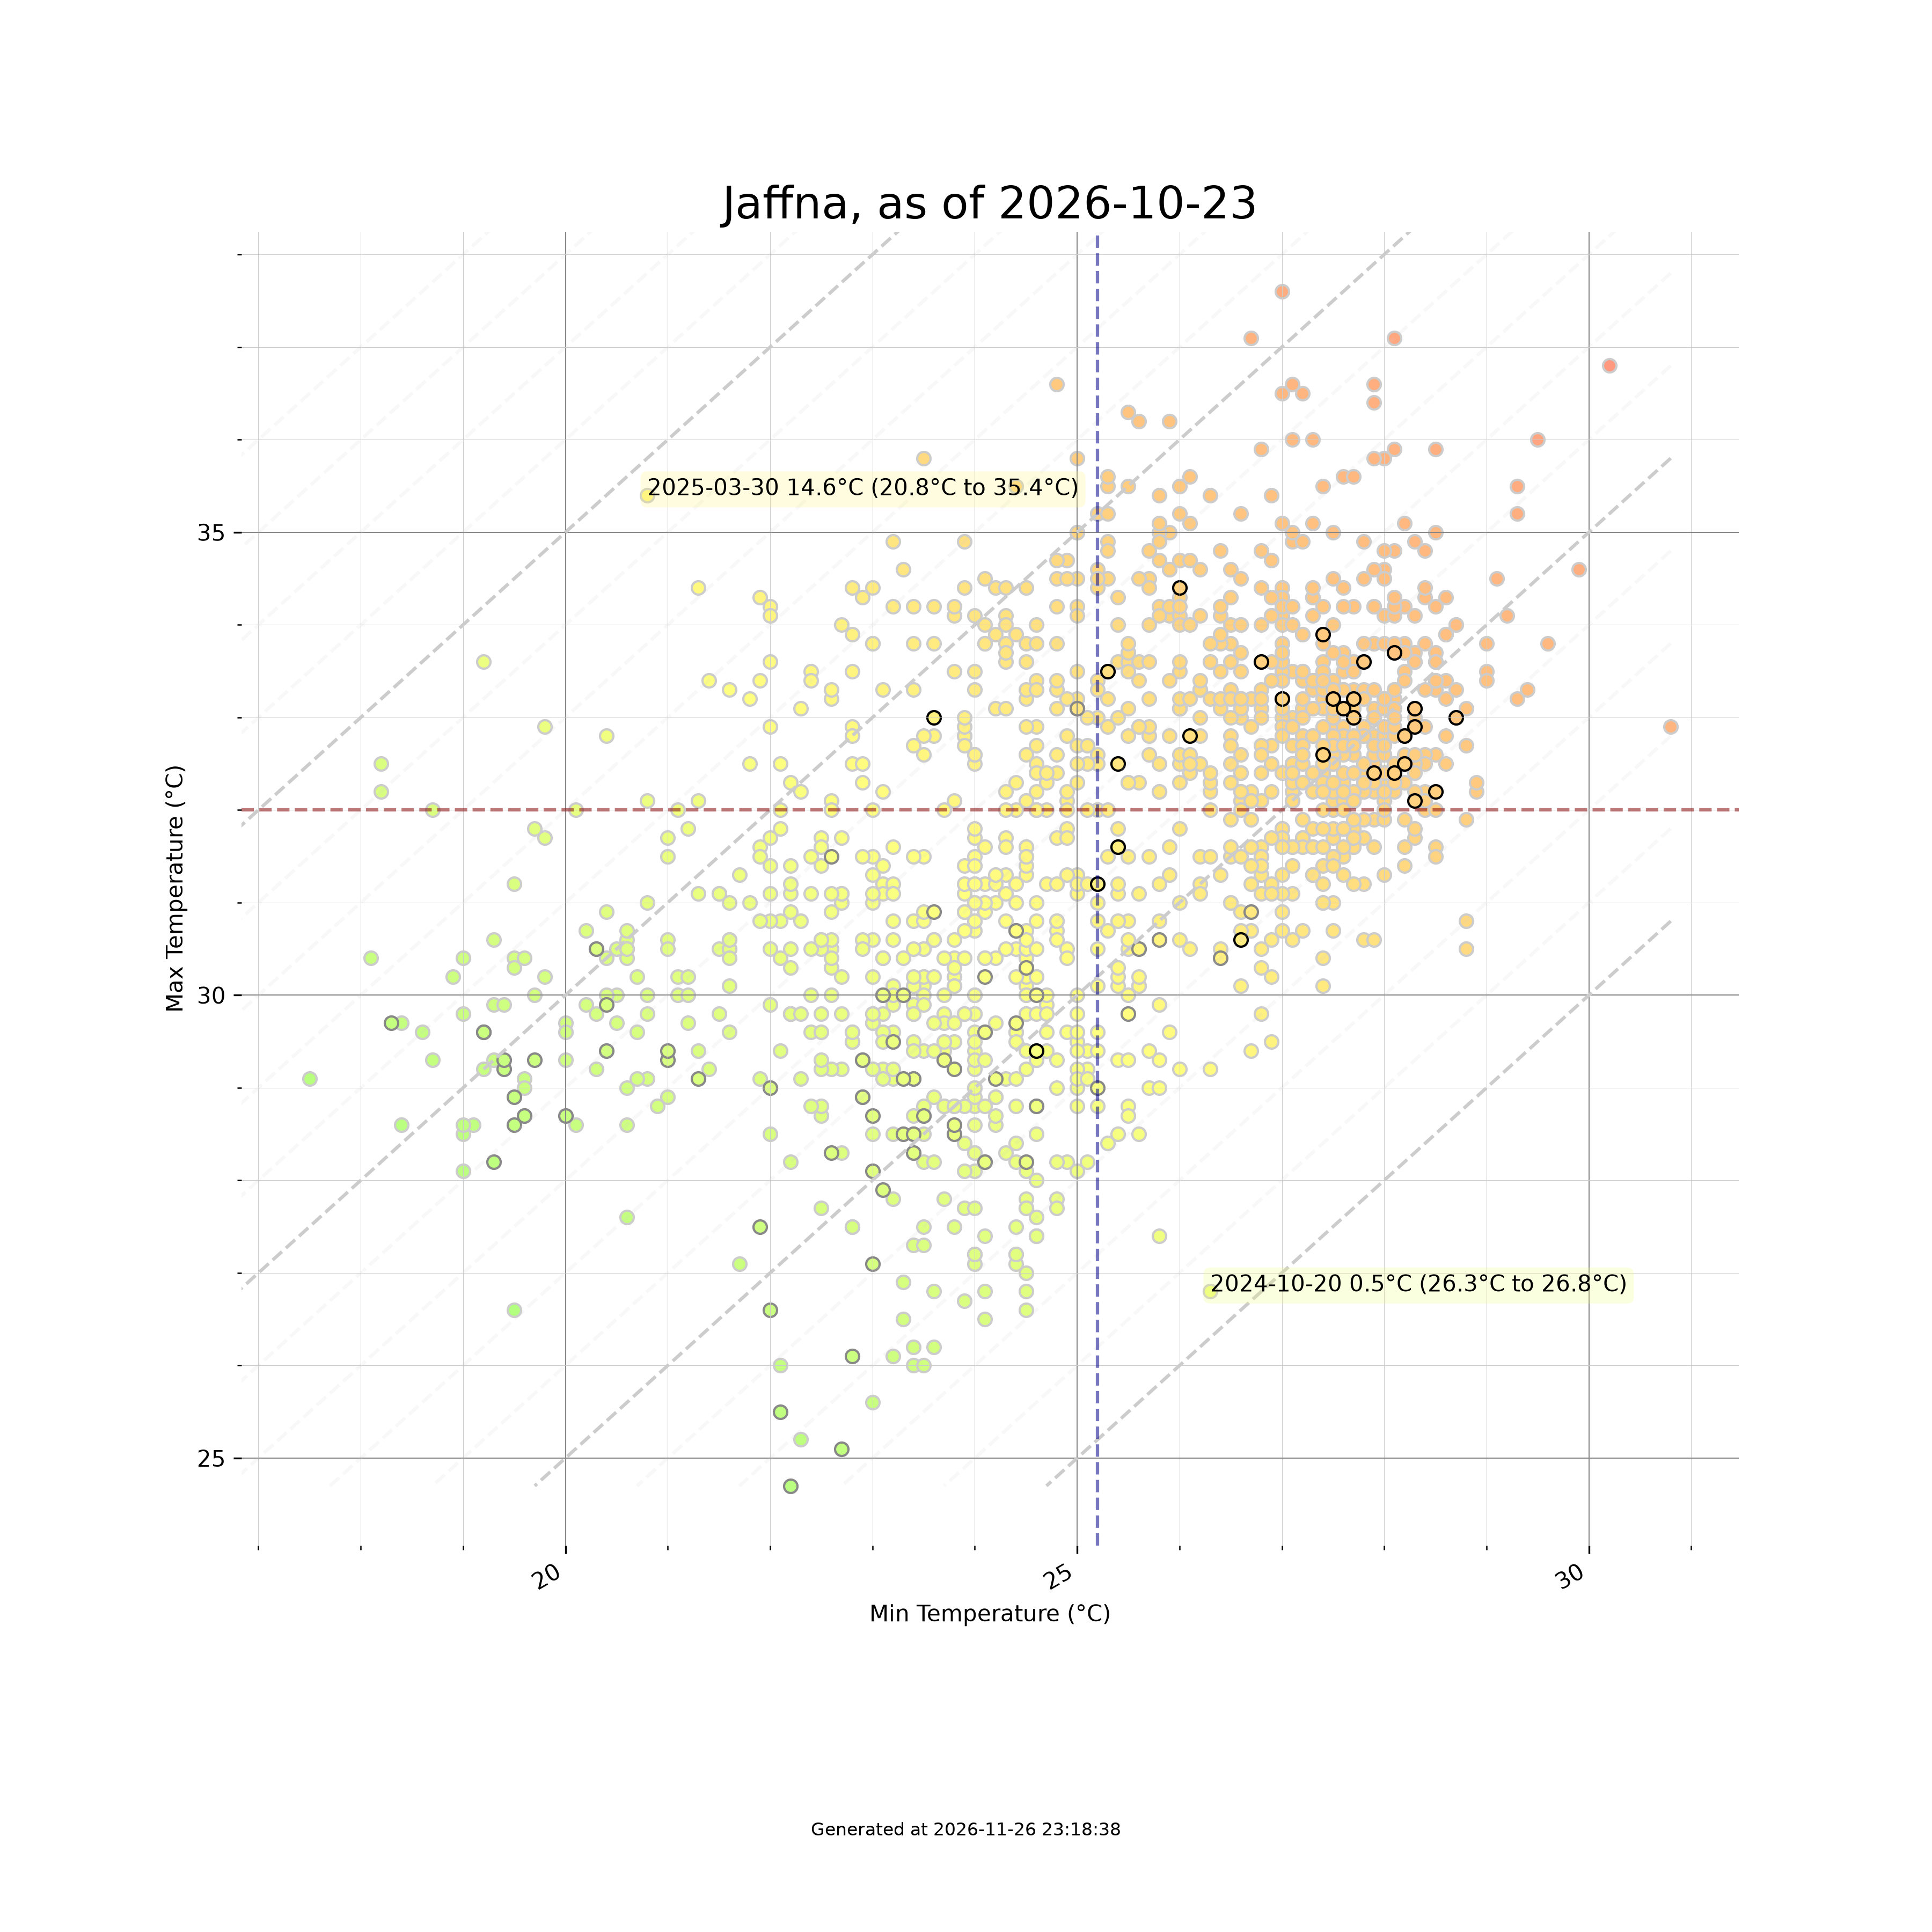 Jaffna, as of 2026-10-23
2025-03-30 14.6°C (20.8°C to 35.4°C)
35
Max Temperature (°C)
30
2024-10-20 0.5°C (26.3°C to 26.8°C)
25
20
25
30
Min Temperature (°C)
Generated at 2026-11-26 23:18:38